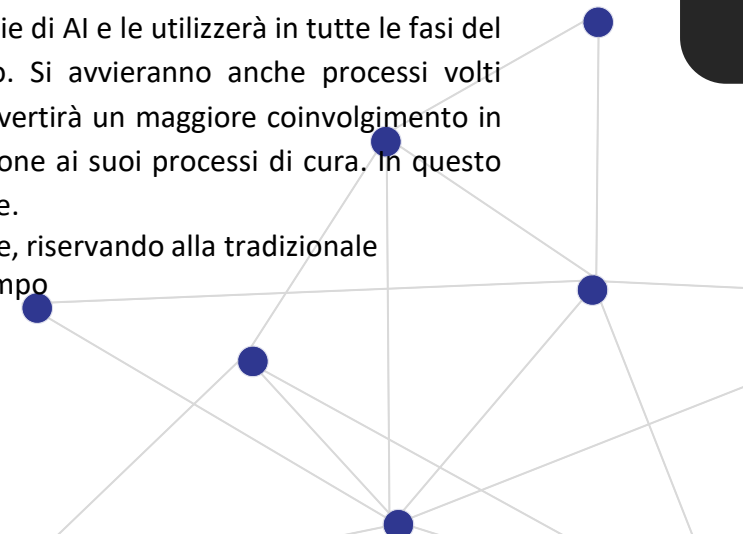 ie di AI e le utilizzerà in tutte le fasi del
o. Si avvieranno anche processi volti
vertirà un maggiore coinvolgimento in
one ai suoi processi di cura. In questo
e.
e, riservando alla tradizionale
mpo